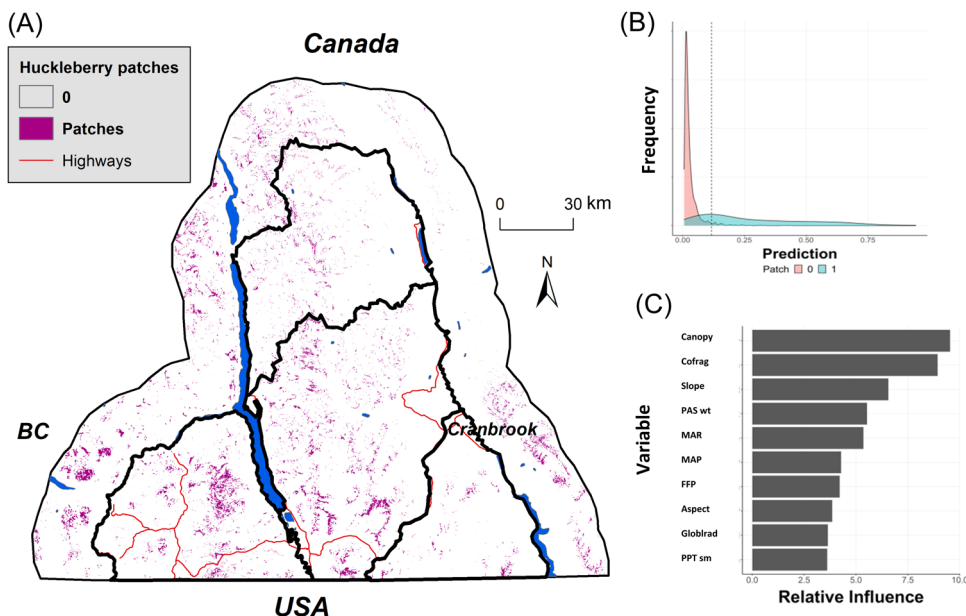 (A)
Canada
Huckleberry patches
0
Patches
Highways
0 30 km
N
BC
Cranbrook
USA
(B)
Frequency
0.00 0.25 0.50 0.75
Prediction
Patch 0 1
(C)
Variable
Canopy
Cofrag
Slope
PAS wt
MAR
MAP
FFP
Aspect
Globlrad
PPT sm
0.0 2.5 5.0 7.5 10.0
Relative Influence